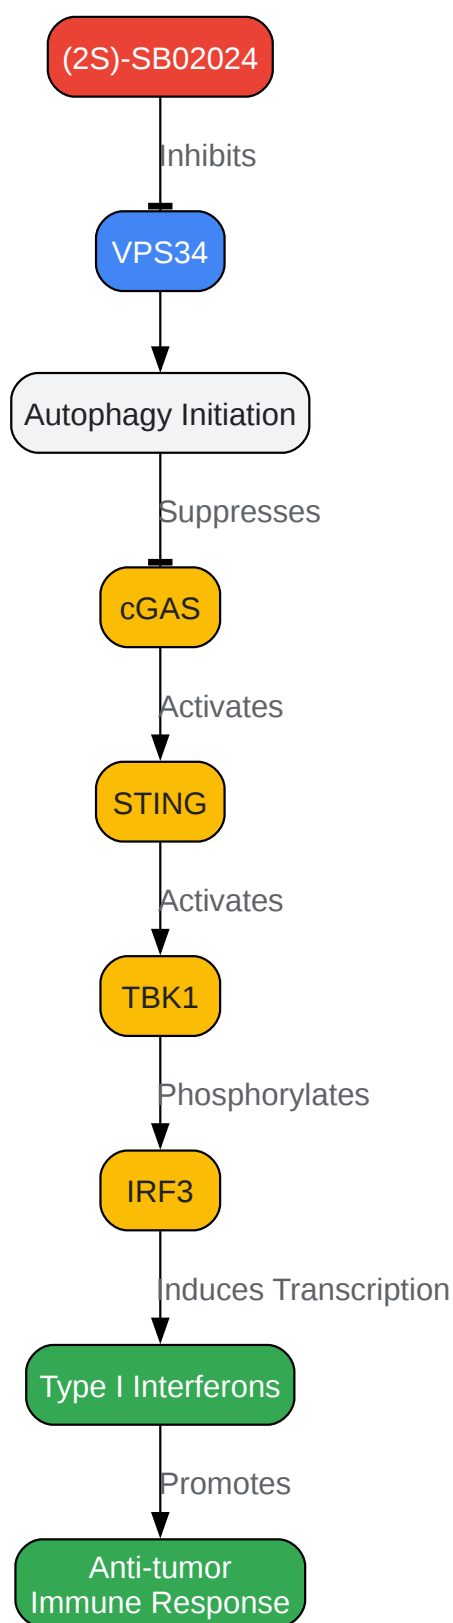 (2S)-SB02024
Inhibits
VPS34
Autophagy Initiation
Suppresses
cGAS
Activates
STING
Activates
TBK1
Phosphorylates
IRF3
Induces Transcription
Type I Interferons
Promotes
Anti-tumor
Immune Response